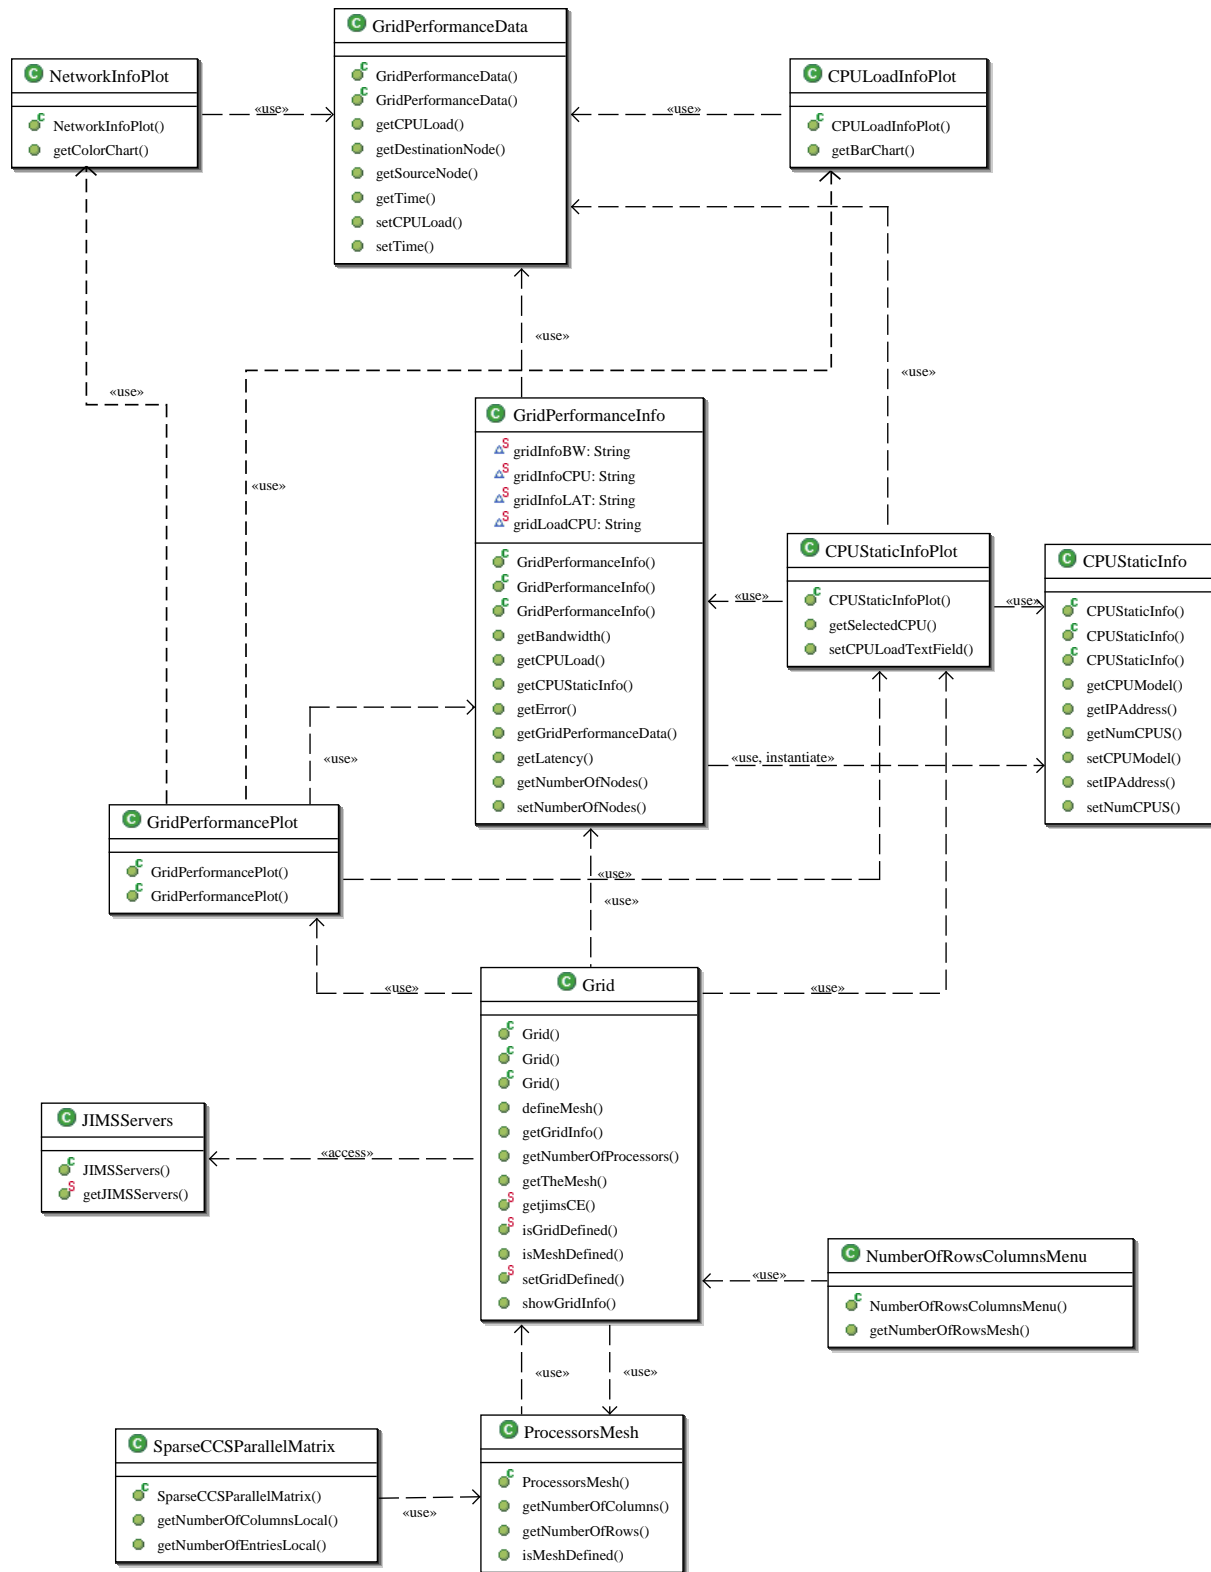 GridPerformanceData
GridPerformanceData()
GridPerformanceData()
getCPULoad()
getDestinationNode()
getSourceNode()
getTime()
setCPULoad()
setTime()
NetworkInfoPlot
NetworkInfoPlot()
getColorChart()
«use»
CPULoadInfoPlot
CPULoadInfoPlot()
getBarChart()
«use»
«use»
«use»
«use»
«use»
GridPerformanceInfo
gridInfoBW: String
gridInfoCPU: String
gridInfoLAT: String
gridLoadCPU: String
GridPerformanceInfo()
GridPerformanceInfo()
GridPerformanceInfo()
getBandwidth()
getCPULoad()
getCPUStaticInfo()
getError()
getGridPerformanceData()
getLatency()
getNumberOfNodes()
setNumberOfNodes()
«use»
CPUStaticInfoPlot
CPUStaticInfoPlot()
getSelectedCPU()
setCPULoadTextField()
«use»
CPUStaticInfo
CPUStaticInfo()
CPUStaticInfo()
CPUStaticInfo()
getCPUModel()
getIPAddress()
getNumCPUS()
setCPUModel()
setIPAddress()
setNumCPUS()
«use»
«use, instantiate»
GridPerformancePlot
GridPerformancePlot()
GridPerformancePlot()
«use»
«use»
«use»
«use»
Grid
Grid()
Grid()
Grid()
defineMesh()
getGridInfo()
getNumberOfProcessors()
getTheMesh()
getjimsCE()
isGridDefined()
isMeshDefined()
setGridDefined()
showGridInfo()
JIMSServers
JIMSServers()
getJIMSServers()
«access»
NumberOfRowsColumnsMenu
NumberOfRowsColumnsMenu()
getNumberOfRowsMesh()
«use»
«use»
«use»
SparseCCSParallelMatrix
SparseCCSParallelMatrix()
getNumberOfColumnsLocal()
getNumberOfEntriesLocal()
«use»
ProcessorsMesh
ProcessorsMesh()
getNumberOfColumns()
getNumberOfRows()
isMeshDefined()